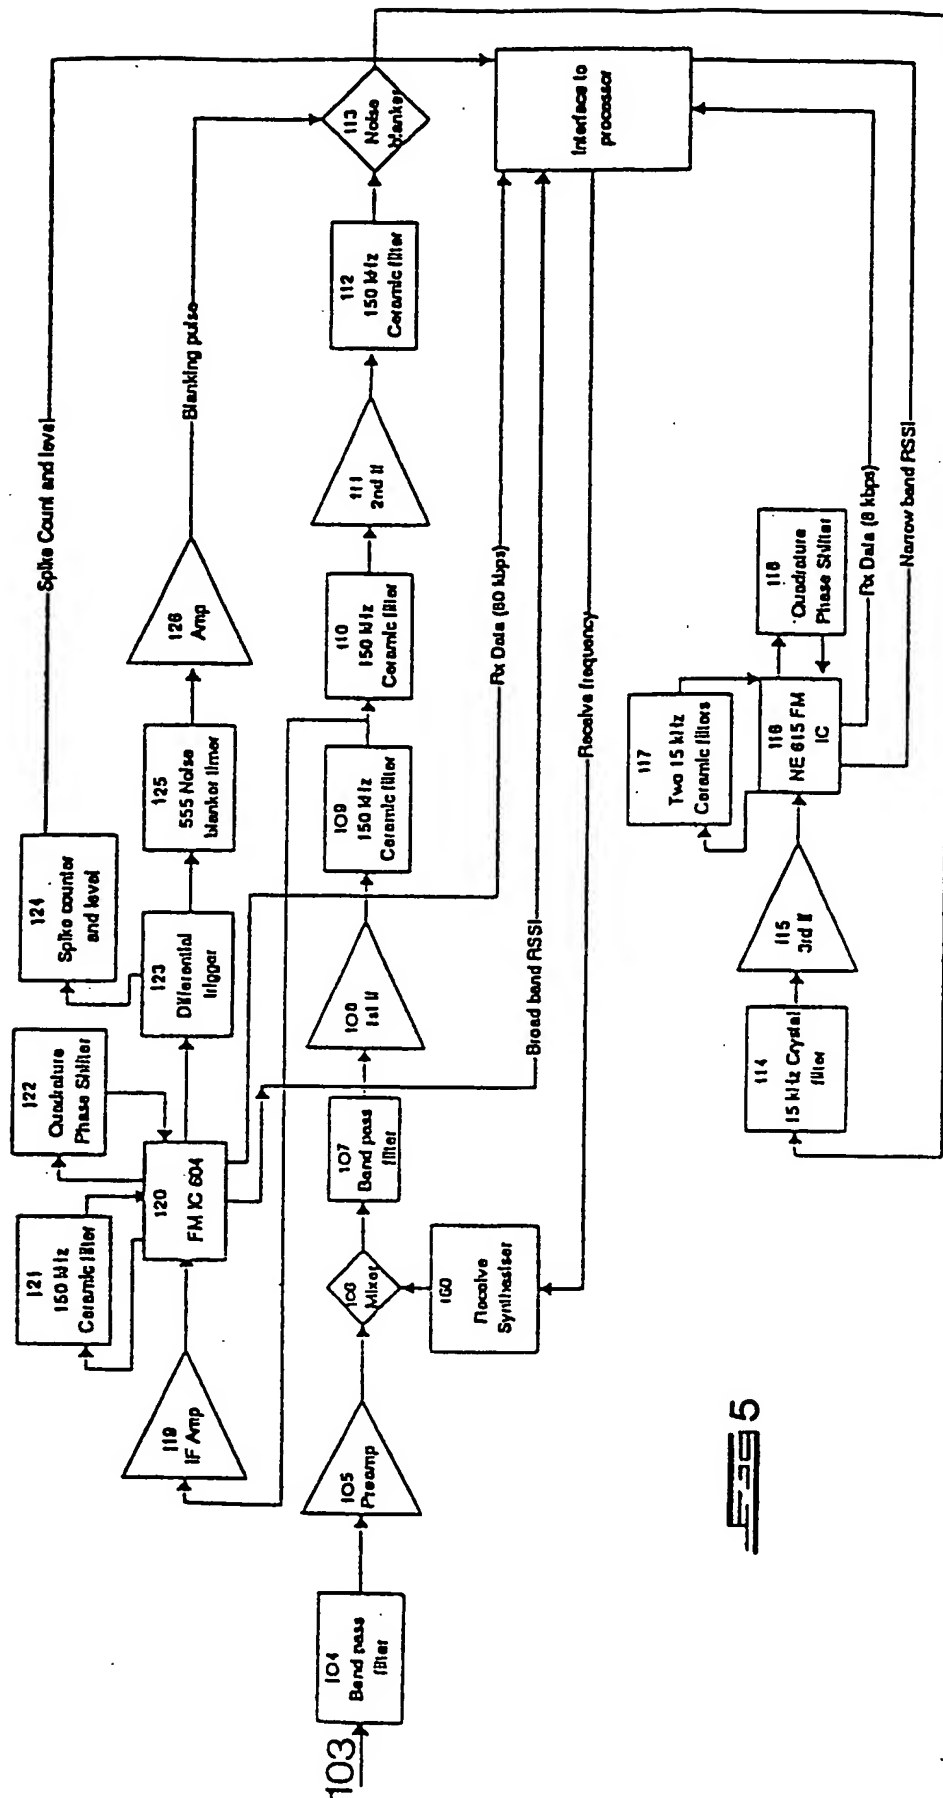 124
Spike counter
and level
Spike Count and level
122
Quadrature
Phase Shifter
121
150 kHz
Ceramic filter
120
FM IC 604
123
Differential
trigger
125
555 Noise
blanker timer
126
Amp
Blanking pulse
119
IF Amp
103
104
Band pass
filter
105
Preamp
106
Mixer
107
Band pass
filter
108
1st If
109
150 kHz
Ceramic filter
110
150 kHz
Ceramic filter
111
2nd If
112
150 kHz
Ceramic filter
113
Noise
blanker
160
Receive
Synthesiser
Rx Data (80 kbps)
Broad band RSSI
Receive frequency
Interface to
processor
114
15 kHz Crystal
filter
115
3rd If
116
NE 615 FM
IC
117
Two 15 kHz
Ceramic filters
118
Quadrature
Phase Shifter
Rx Data (8 kbps)
Narrow band RSSI
5